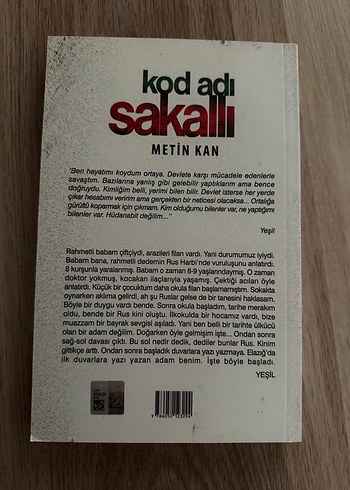 kod adı
sakallı
METİN KAN
"Ben hayatımı koydum ortaya. Devlete karşı mücadele edenlerle
savaştım. Bazılarına yanlış gibi gelebilir yaptıklarım ama bence
doğruydu. Kimliğim belli, yerimi bilen bilir. Devlet isterse her yerde
çıkar hesabımı veririm ama gerçekten bir neticesi olacaksa... Ortalığa
gürültü koparmak için çıkmam. Kim olduğumu bilenler var, ne yaptığımı
bilenler var. Hüdanabit değilim..."
Yeşil
Rahmetli babam çiftçiydi, arazileri filan vardı. Yani durumumuz iyiydi.
Babam bana, rahmetli dedemin Rus Harbi'nde vuruluşunu anlatırdı.
8 kurşunla yaralanmış. Babam o zaman 8-9 yaşlarındaymış. O zaman
doktor yokmuş, kocakarı ilaçlarıyla yaşamış. Çektiği acıları öyle
anlatırdı. Küçük bir çocuktum daha okula filan başlamamıştım. Sokakta
oynarken aklıma gelirdi, ah şu Ruslar gelse de bir tanesini haklasam.
Böyle bir duygu vardı bende. Sonra okula başladım, tarihe merakım
oldu, bende bir Rus kini oluştu. İlkokulda bir hocamız vardı, bize
muazzam bir bayrak sevgisi aşıladı. Yani ben belli bir tarihte ülkücü
olan bir adam değilim. Doğarken öyle gelmişim işte... Ondan sonra
sağ-sol davası çıktı. Bu sol nedir dedik, dediler bunlar Rus. Kinim
gittikçe arttı. Ondan sonra başladık duvarlara yazı yazmaya. Elazığ'da
ilk duvarlara yazı yazan adam benim. İşte böyle başladı.
YEŞİL